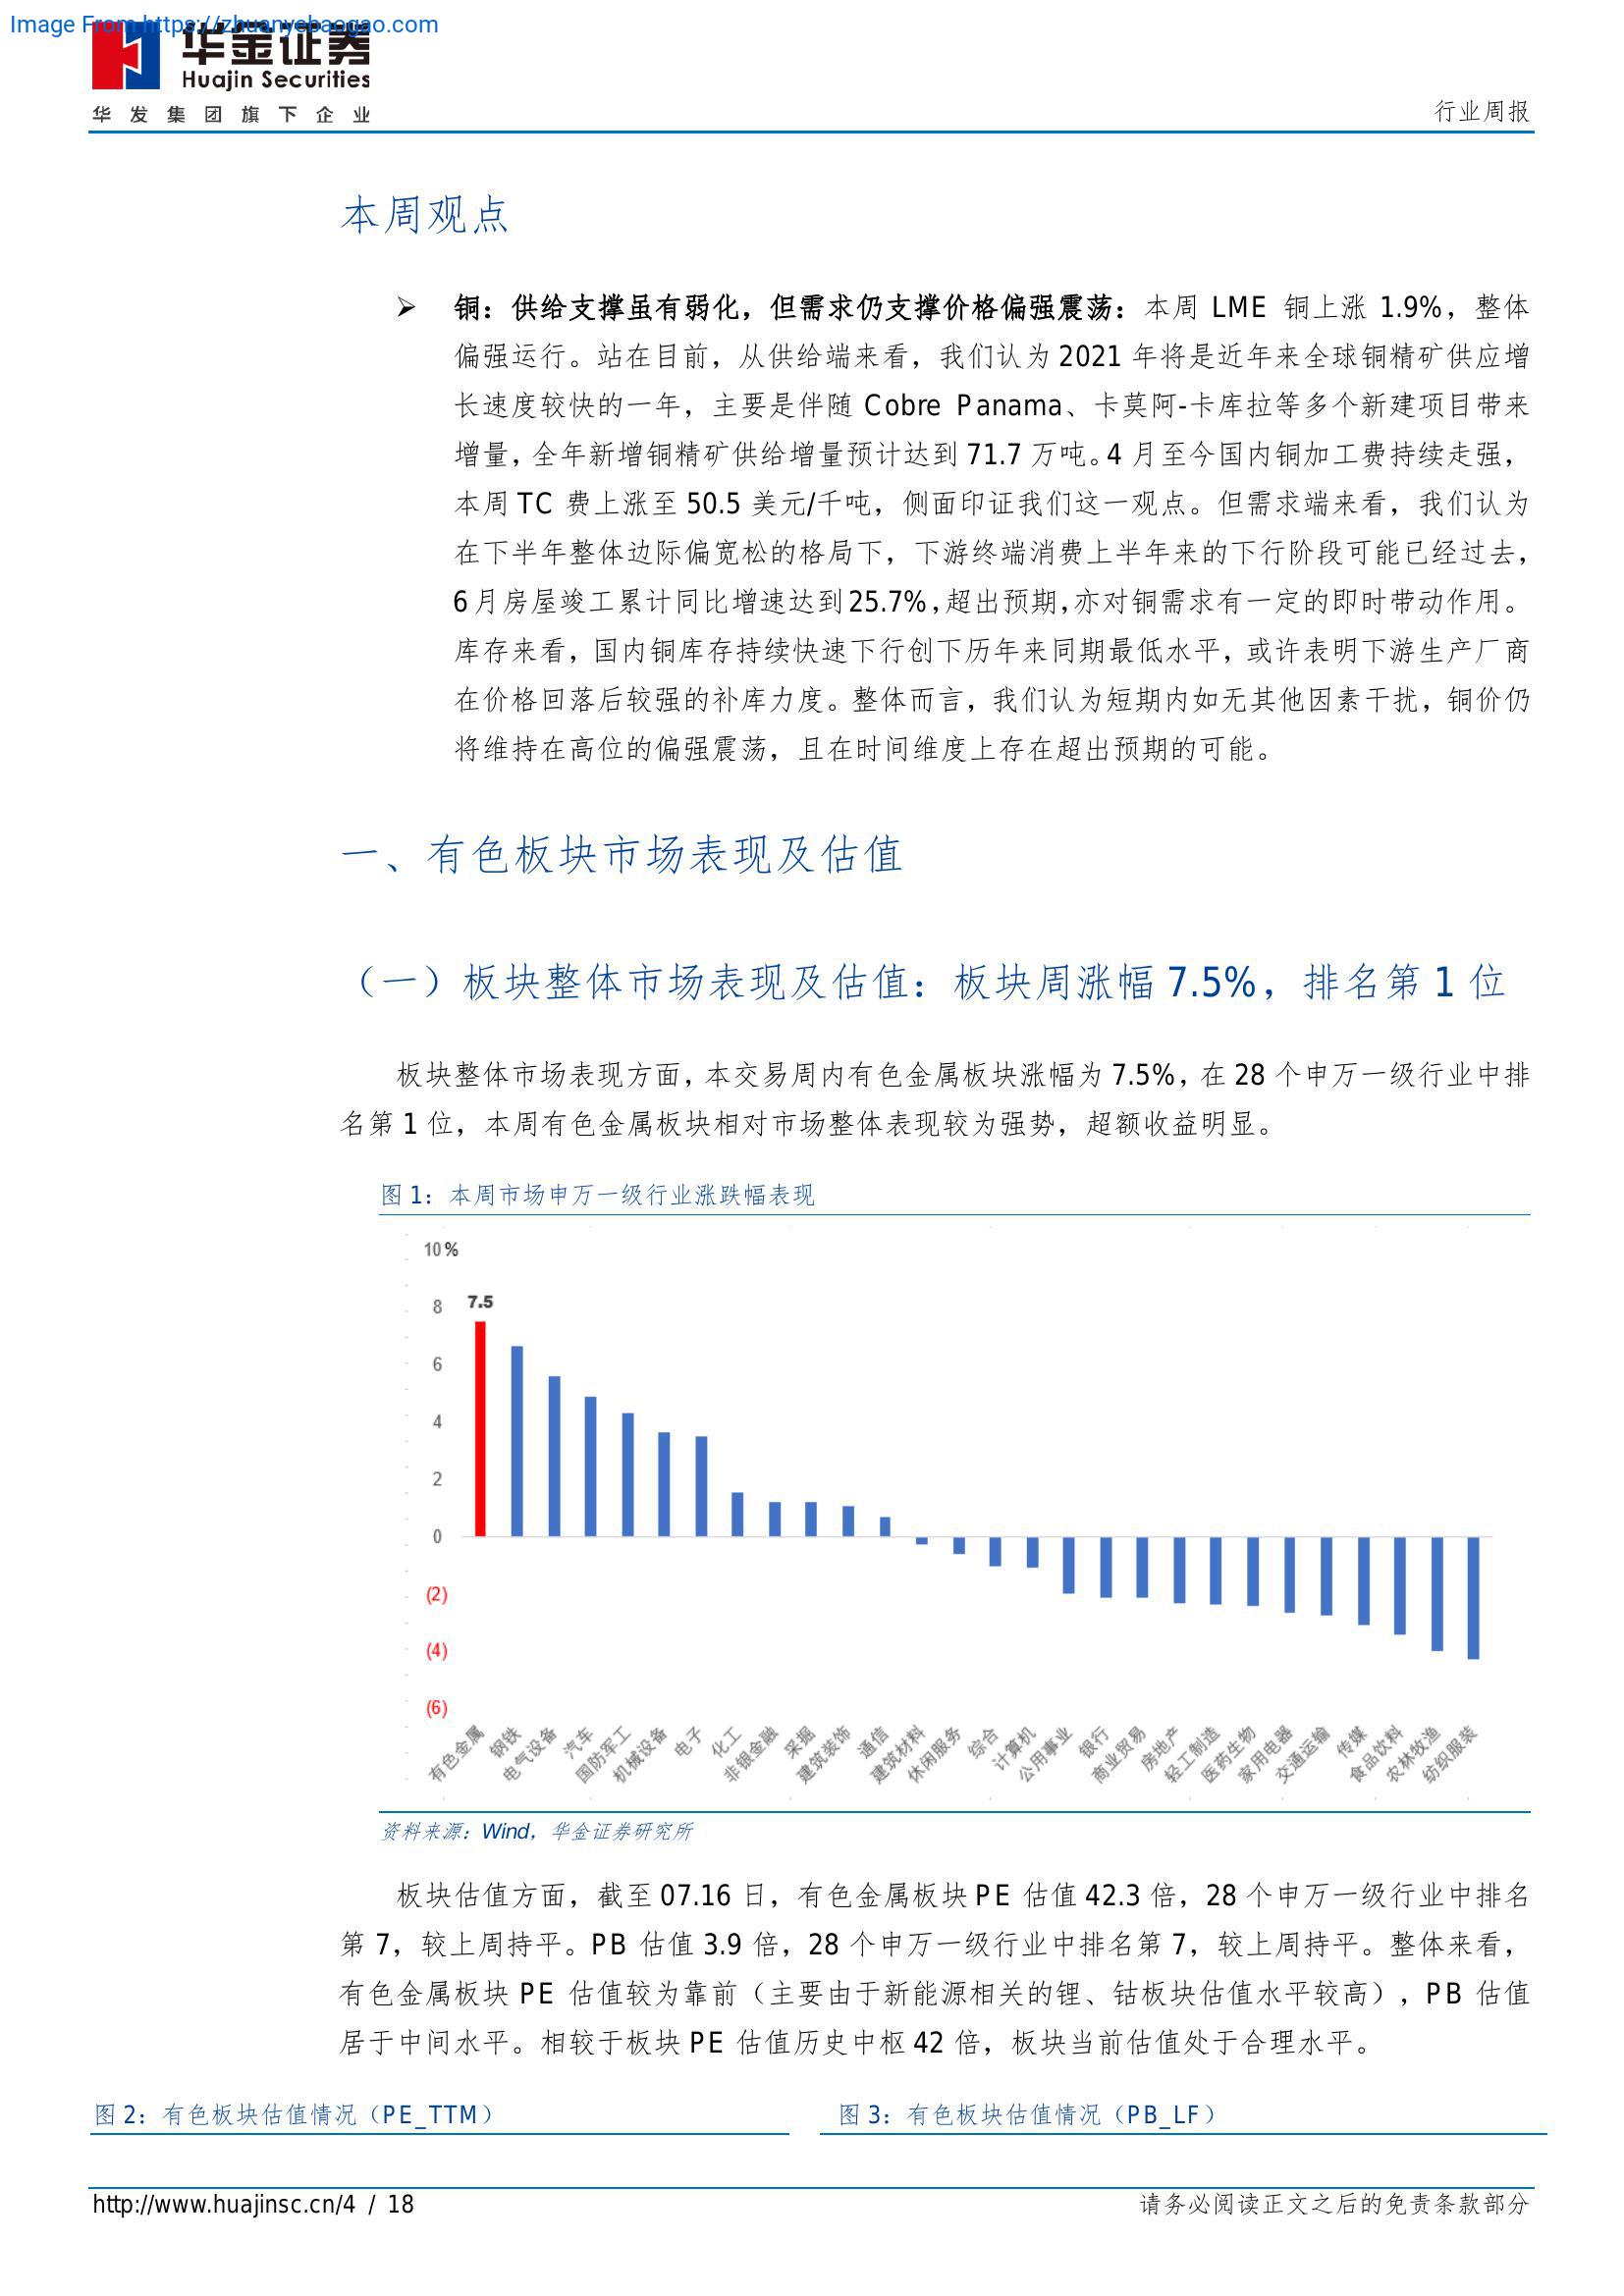 Image From https://zhuanyebaogao.com
华金证券
Huajin Securities
华发集团旗下企业
行业周报
本周观点
➢ 铜：供给支撑虽有弱化，但需求仍支撑价格偏强震荡：本周 LME 铜上涨 1.9%，整体
偏强运行。站在目前，从供给端来看，我们认为 2021 年将是近年来全球铜精矿供应增
长速度较快的一年，主要是伴随 Cobre Panama、卡莫阿-卡库拉等多个新建项目带来
增量，全年新增铜精矿供给增量预计达到 71.7 万吨。4 月至今国内铜加工费持续走强，
本周 TC 费上涨至 50.5 美元/千吨，侧面印证我们这一观点。但需求端来看，我们认为
在下半年整体边际偏宽松的格局下，下游终端消费上半年来的下行阶段可能已经过去，
6 月房屋竣工累计同比增速达到 25.7%，超出预期，亦对铜需求有一定的即时带动作用。
库存来看，国内铜库存持续快速下行创下历年来同期最低水平，或许表明下游生产厂商
在价格回落后较强的补库力度。整体而言，我们认为短期内如无其他因素干扰，铜价仍
将维持在高位的偏强震荡，且在时间维度上存在超出预期的可能。
一、有色板块市场表现及估值
（一）板块整体市场表现及估值：板块周涨幅 7.5%，排名第 1 位
板块整体市场表现方面，本交易周内有色金属板块涨幅为 7.5%，在 28 个申万一级行业中排
名第 1 位，本周有色金属板块相对市场整体表现较为强势，超额收益明显。
图 1：本周市场申万一级行业涨跌幅表现
10%
8
7.5
6
4
2
0
(2)
(4)
(6)
有色金属
钢铁
电气设备
汽车
国防军工
机械设备
电子
化工
非银金融
采掘
建筑装饰
通信
建筑材料
休闲服务
综合
计算机
公用事业
银行
商业贸易
房地产
轻工制造
医药生物
家用电器
交通运输
传媒
食品饮料
农林牧渔
纺织服装
资料来源：Wind，华金证券研究所
板块估值方面，截至 07.16 日，有色金属板块 PE 估值 42.3 倍，28 个申万一级行业中排名
第 7，较上周持平。PB 估值 3.9 倍，28 个申万一级行业中排名第 7，较上周持平。整体来看，
有色金属板块 PE 估值较为靠前（主要由于新能源相关的锂、钴板块估值水平较高），PB 估值
居于中间水平。相较于板块 PE 估值历史中枢 42 倍，板块当前估值处于合理水平。
图 2：有色板块估值情况（PE_TTM）
图 3：有色板块估值情况（PB_LF）
http://www.huajinsc.cn/4 / 18
请务必阅读正文之后的免责条款部分